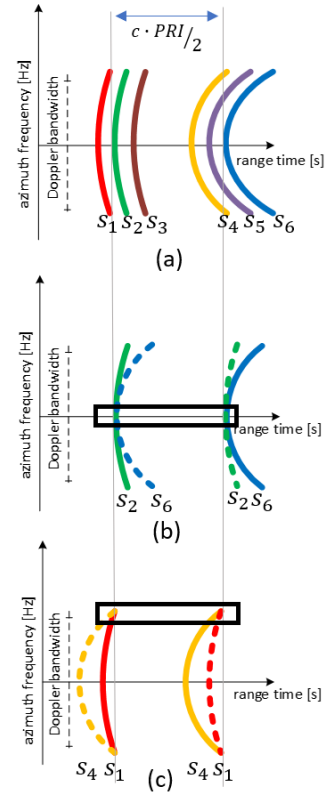 c · PRI/2
azimuth frequency [Hz]
Doppler bandwidth
range time [s]
S1 S2 S3 S4 S5 S6
(a)
azimuth frequency [Hz]
Doppler bandwidth
range time [s]
S2 S6 S2 S6
(b)
azimuth frequency [Hz]
Doppler bandwidth
range time [s]
S4 S1 S4 S1
(c)